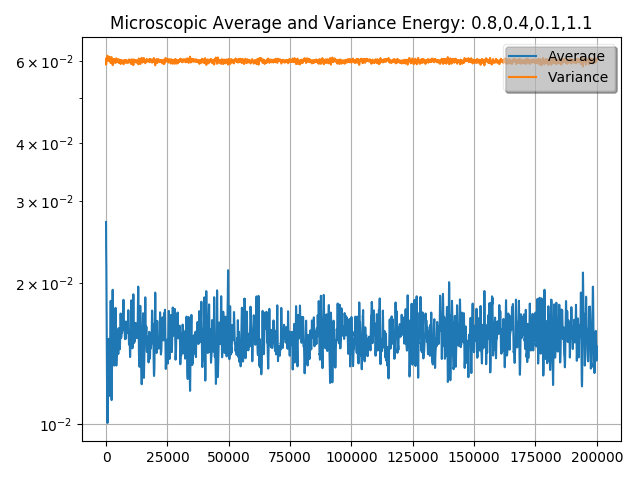 Microscopic Average and Variance Energy: 0.8,0.4,0.1,1.1
6 × 10⁻²
4 × 10⁻²
3 × 10⁻²
2 × 10⁻²
10⁻²
Average
Variance
0 25000 50000 75000 100000 125000 150000 175000 200000